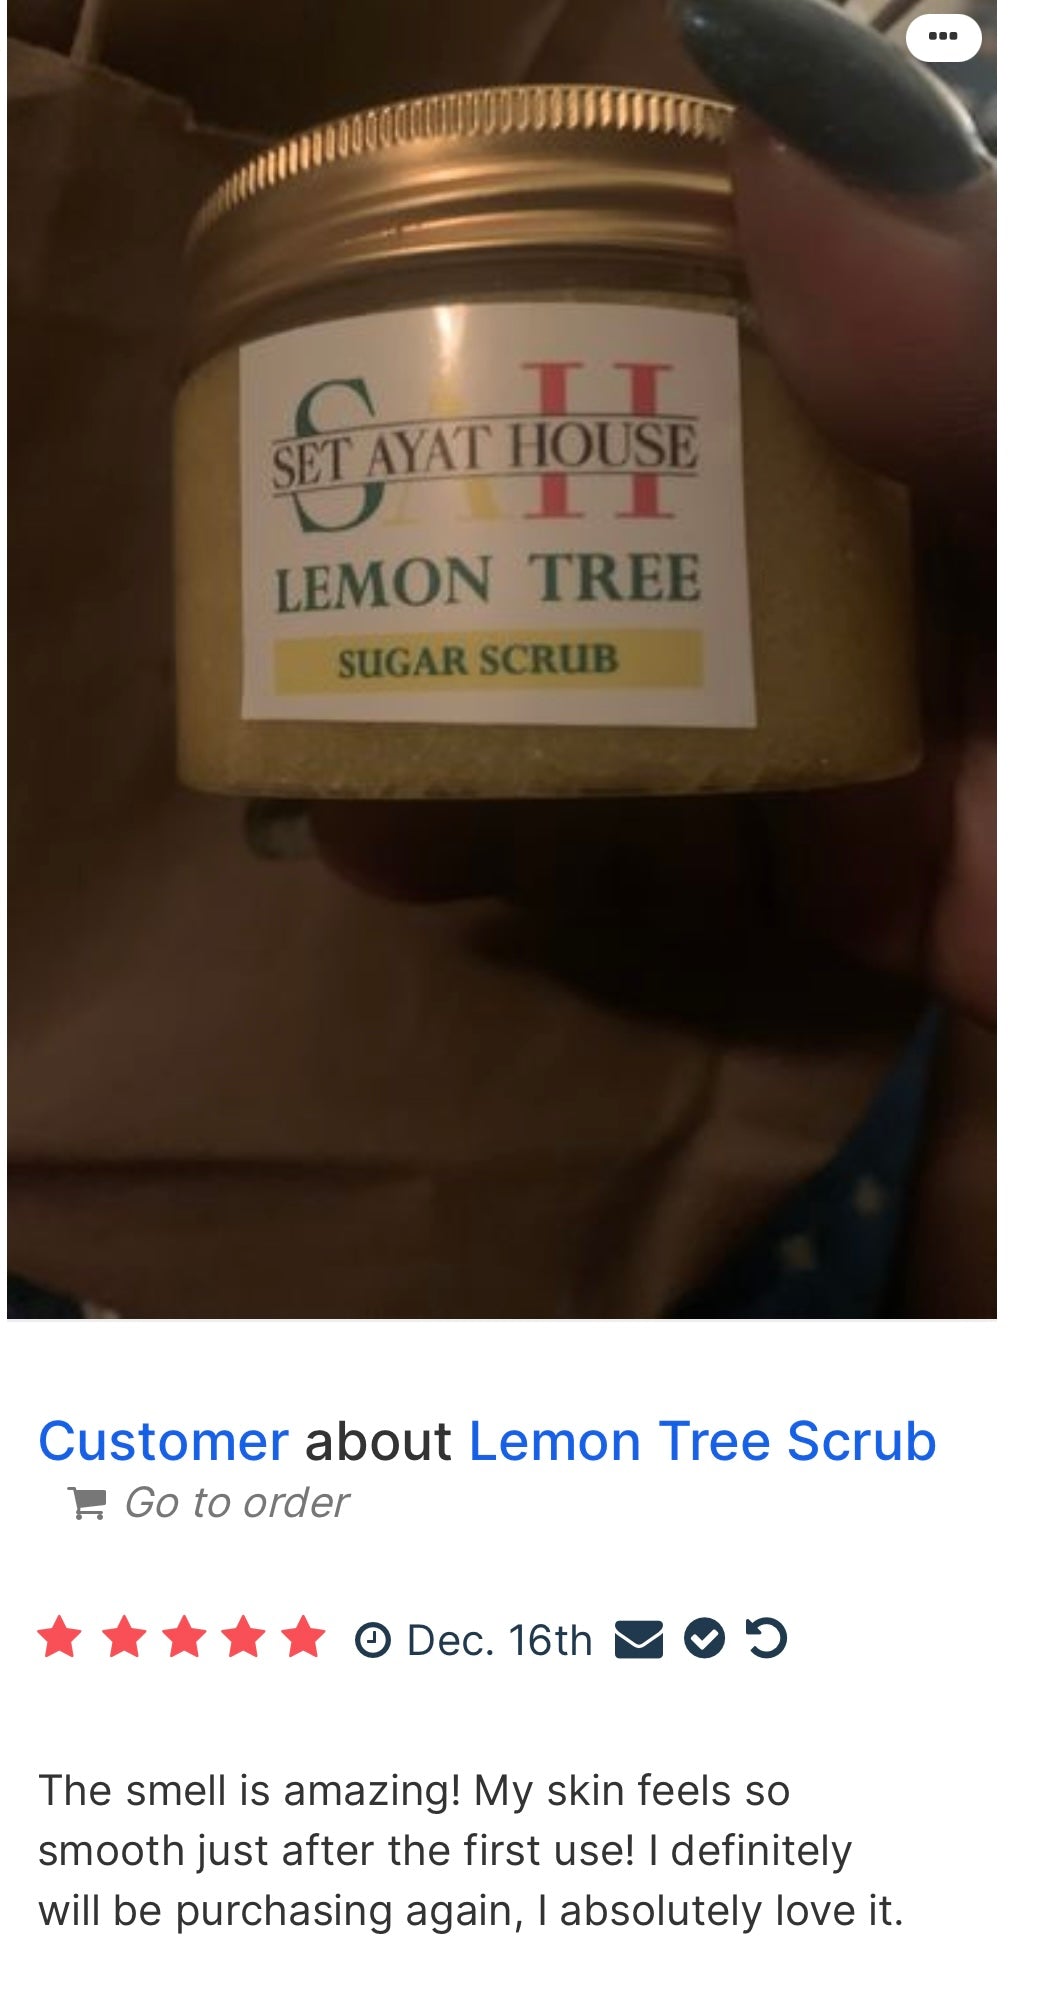 SAH
SET AYAT HOUSE
LEMON TREE
SUGAR SCRUB
Customer about Lemon Tree Scrub
Go to order
Dec. 16th
The smell is amazing! My skin feels so
smooth just after the first use! I definitely
will be purchasing again, I absolutely love it.